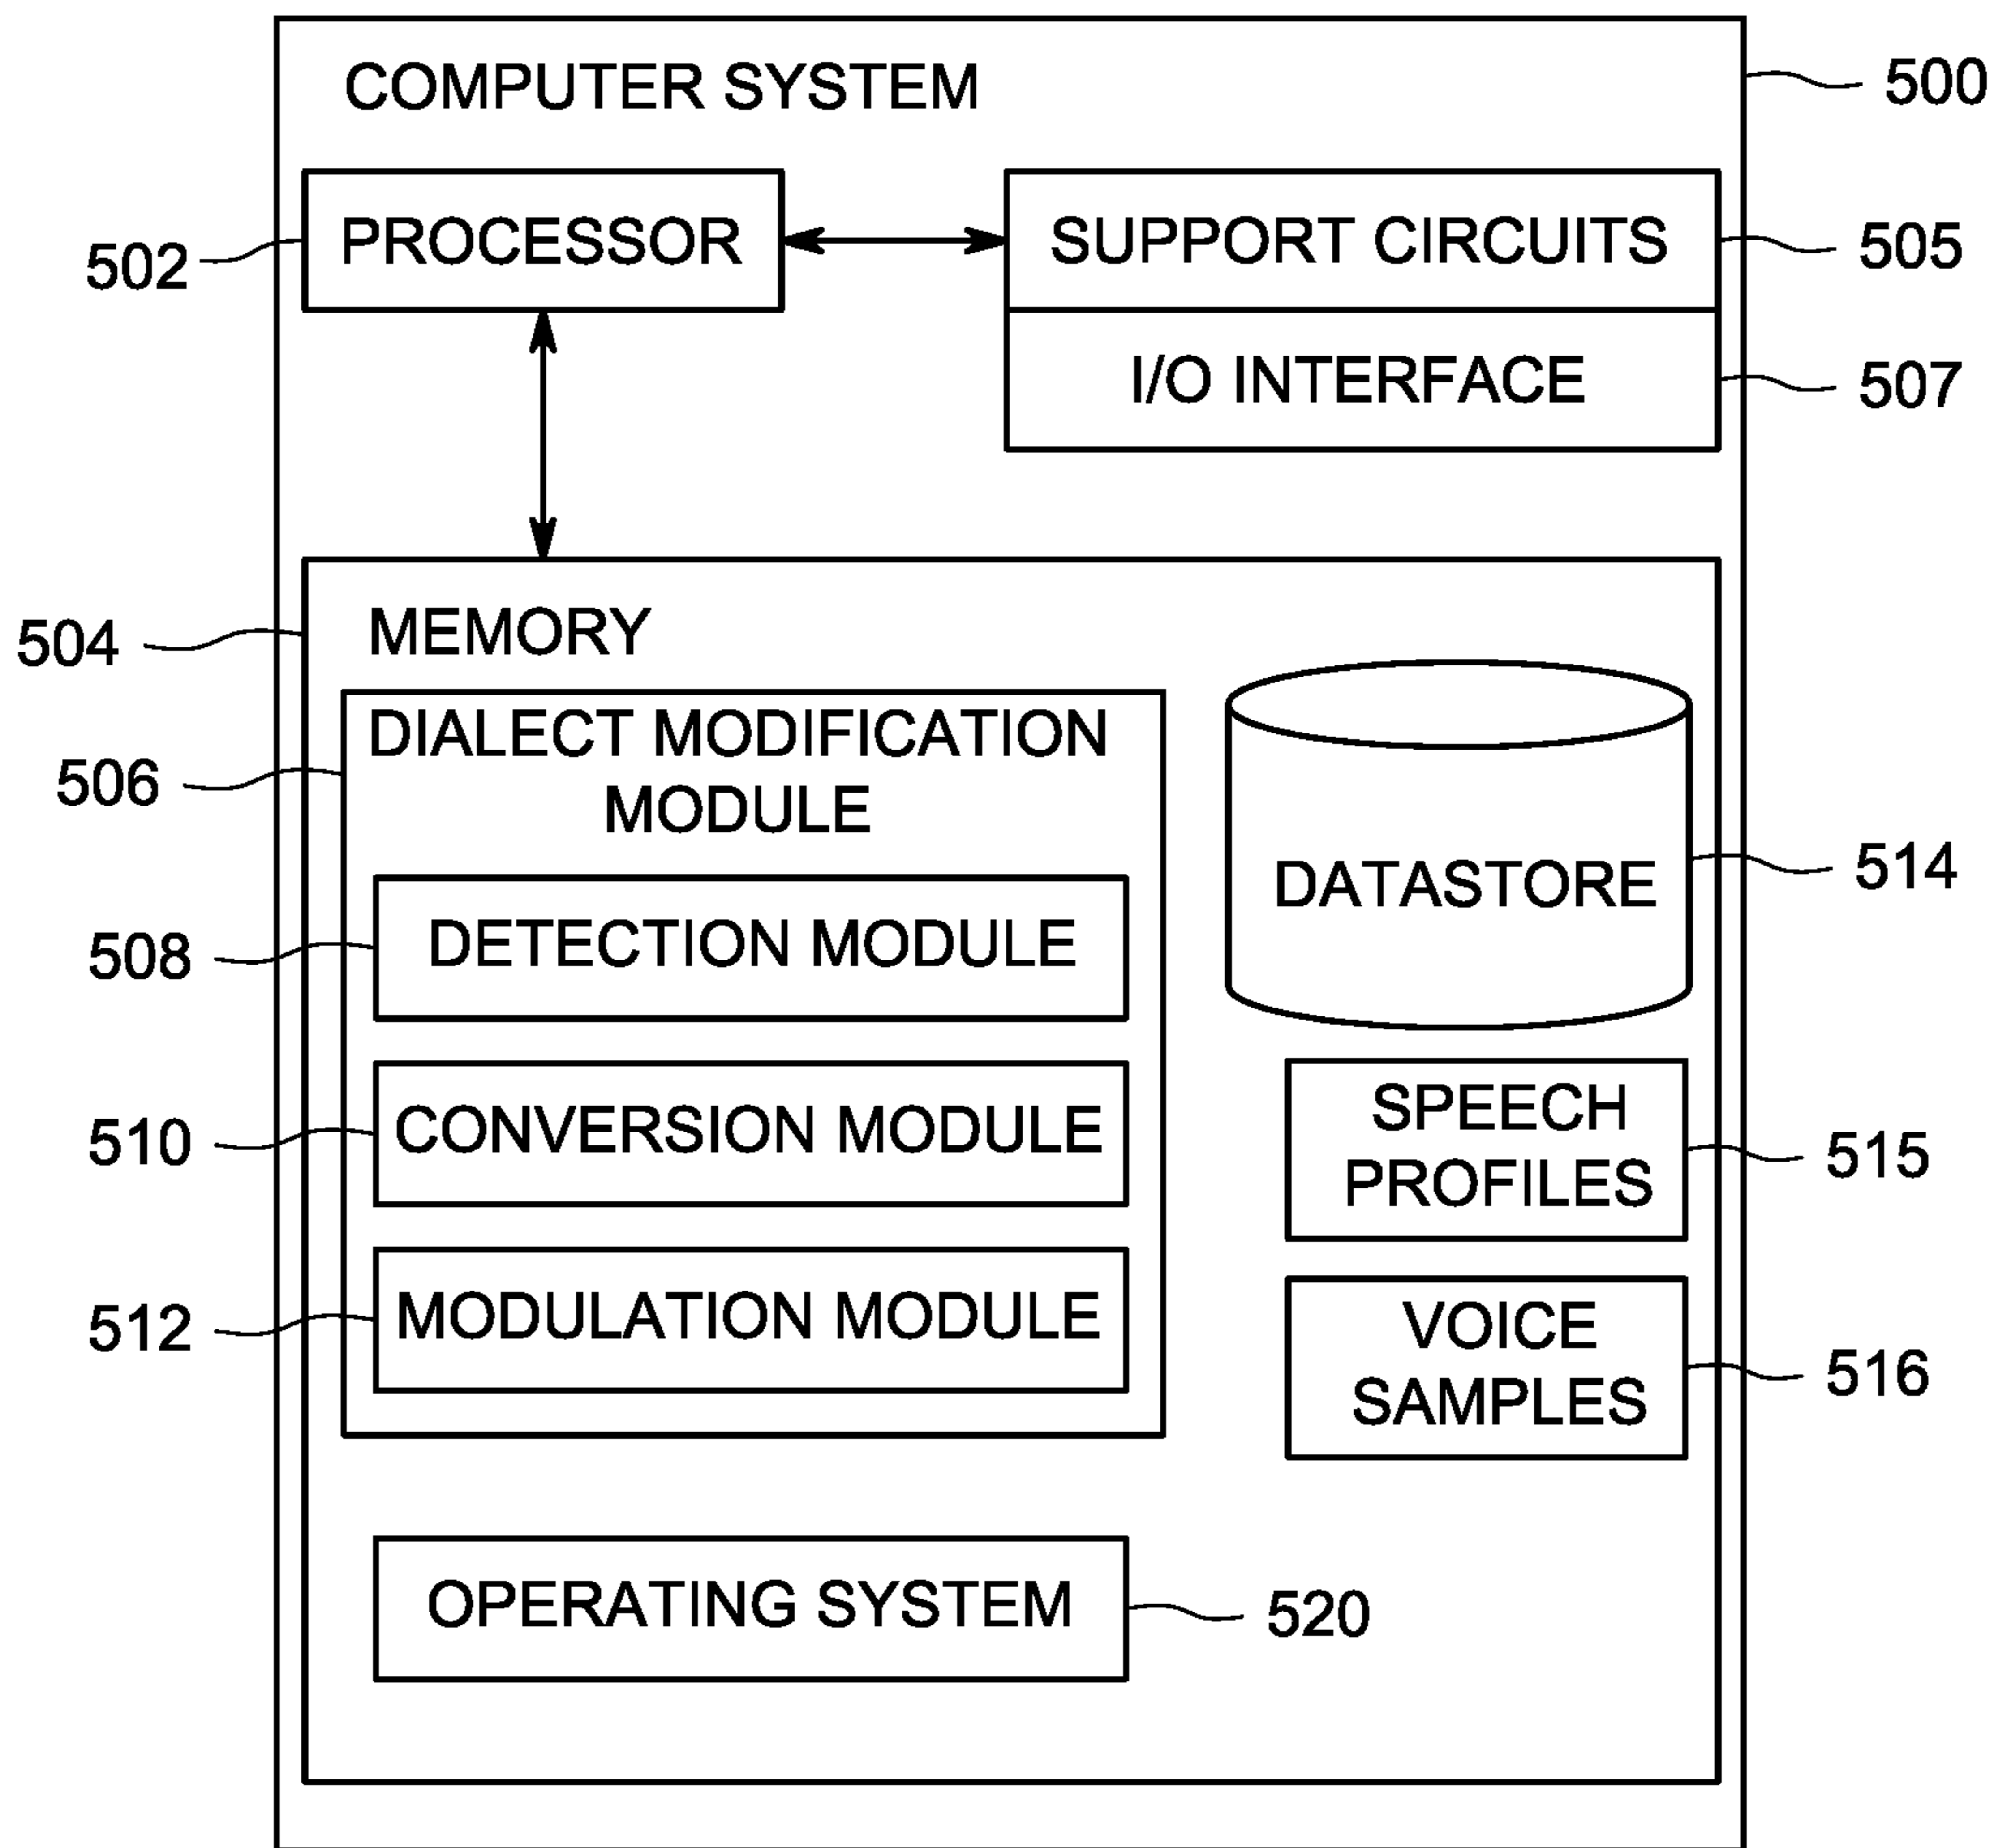 COMPUTER SYSTEM
500
PROCESSOR
502
SUPPORT CIRCUITS
505
I/O INTERFACE
507
504
MEMORY
DIALECT MODIFICATION
MODULE
506
DATASTORE
514
508
DETECTION MODULE
510
CONVERSION MODULE
SPEECH
PROFILES
515
512
MODULATION MODULE
VOICE
SAMPLES
516
OPERATING SYSTEM
520